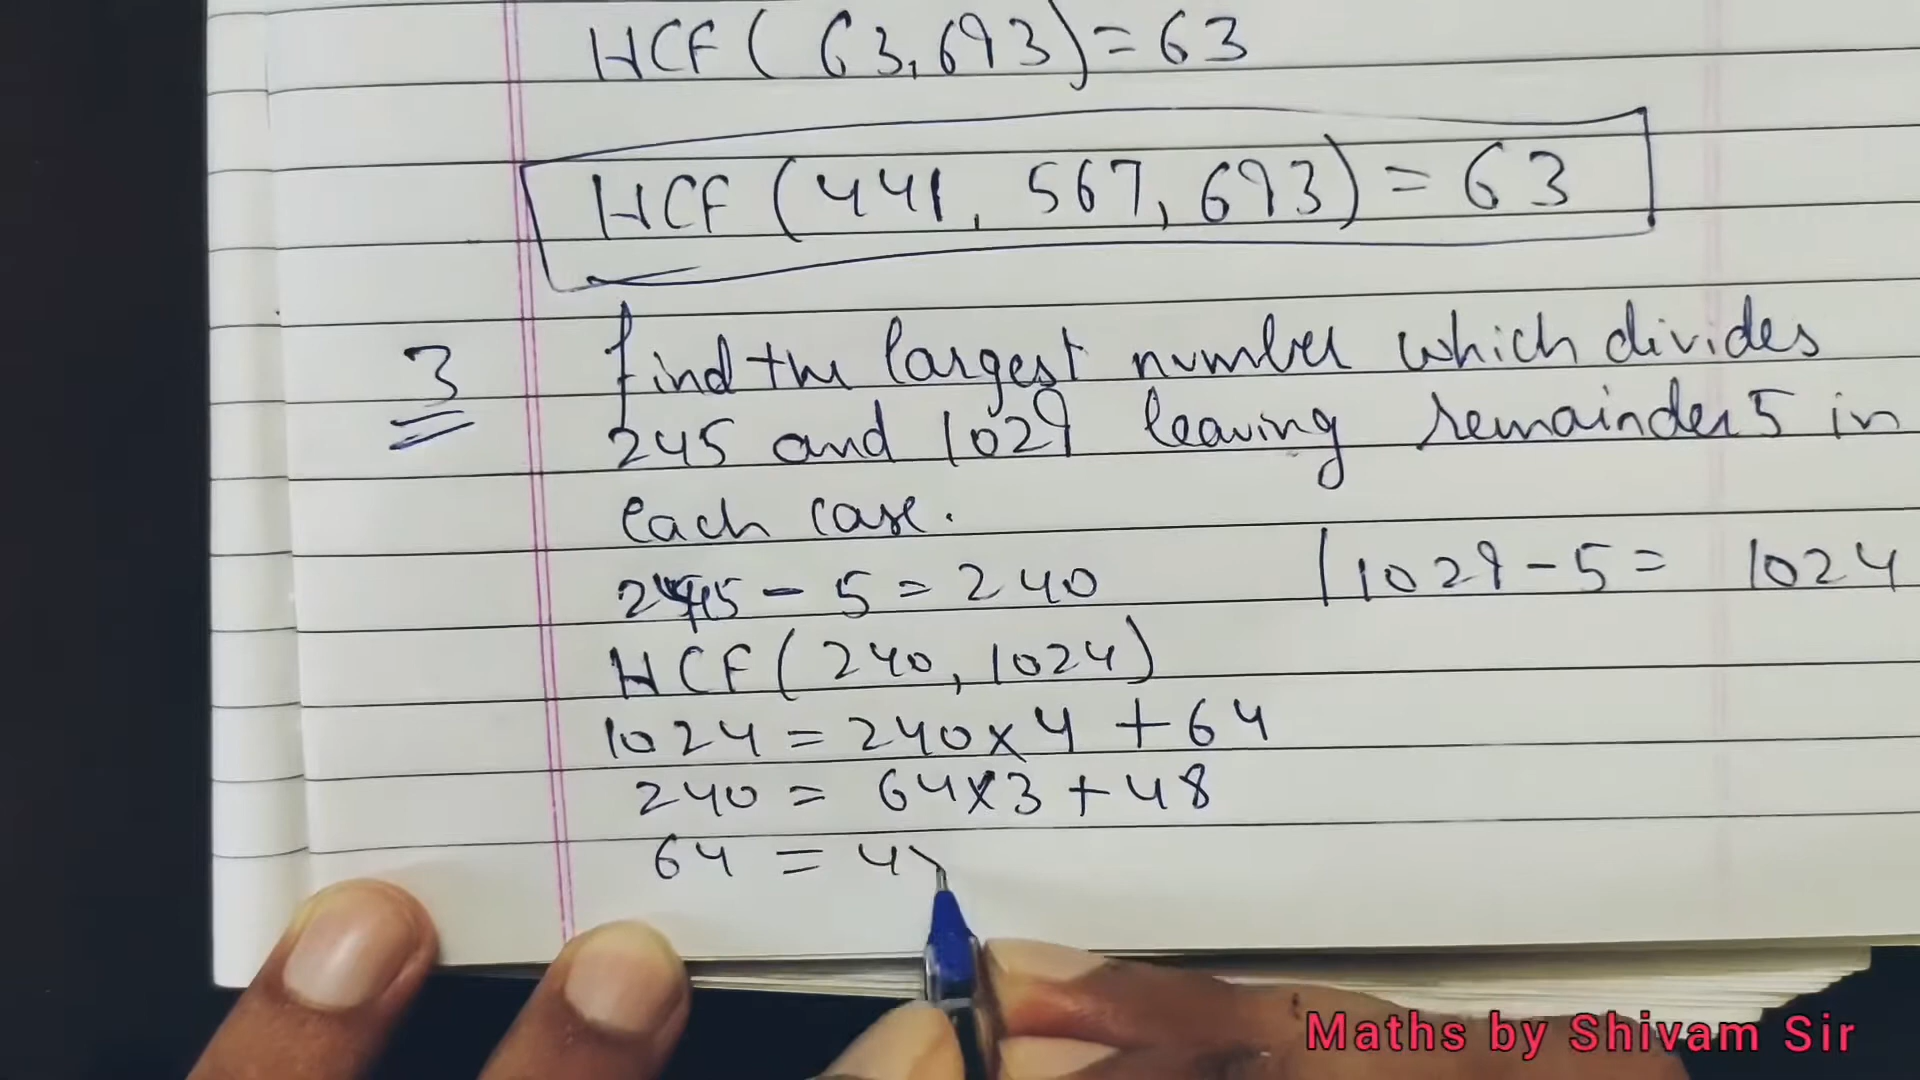 HCF ( 63, 693 ) = 63
HCF ( 441, 567, 693 ) = 63
3 find the largest number which divides
245 and 1029 leaving remainder 5 in
each case.
245 - 5 = 240 | 1029 - 5 = 1024
HCF ( 240, 1024 )
1024 = 240 x 4 + 64
240 = 64 x 3 + 48
64 = 4
Maths by Shivam Sir